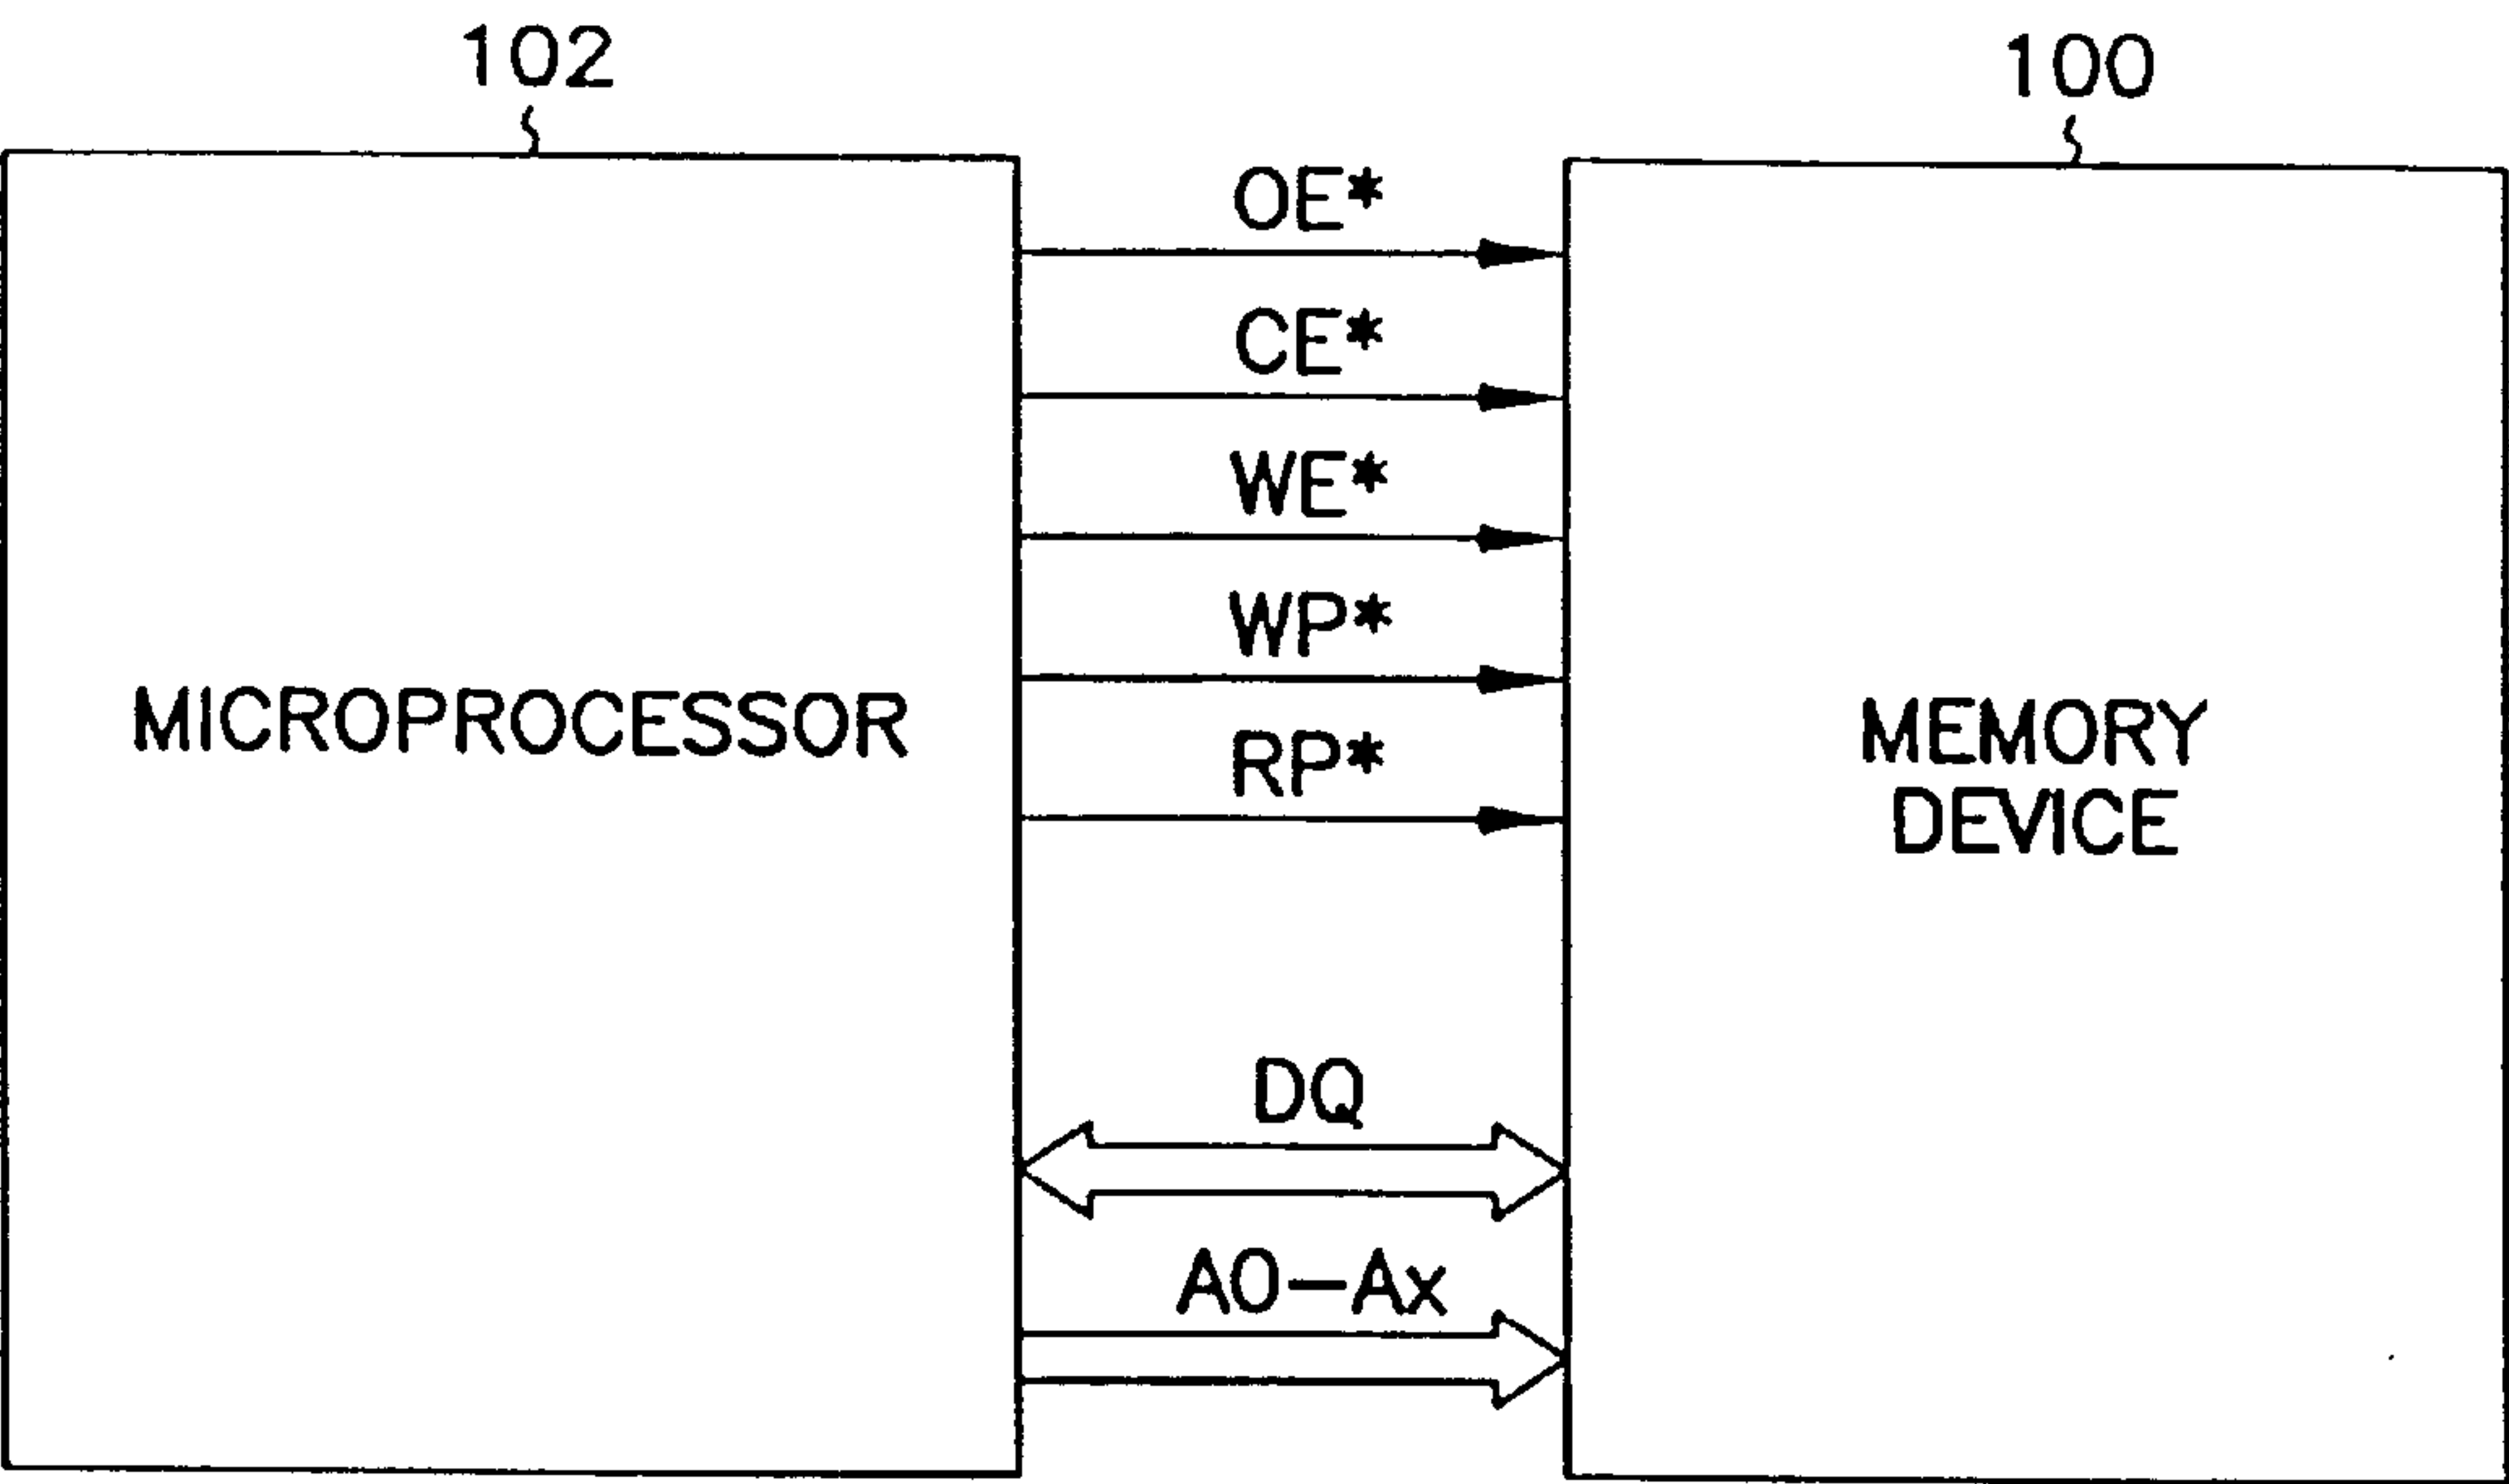 102
100
OE*
CE*
WE*
WP*
RP*
MICROPROCESSOR
MEMORY
DEVICE
DQ
A0-Ax